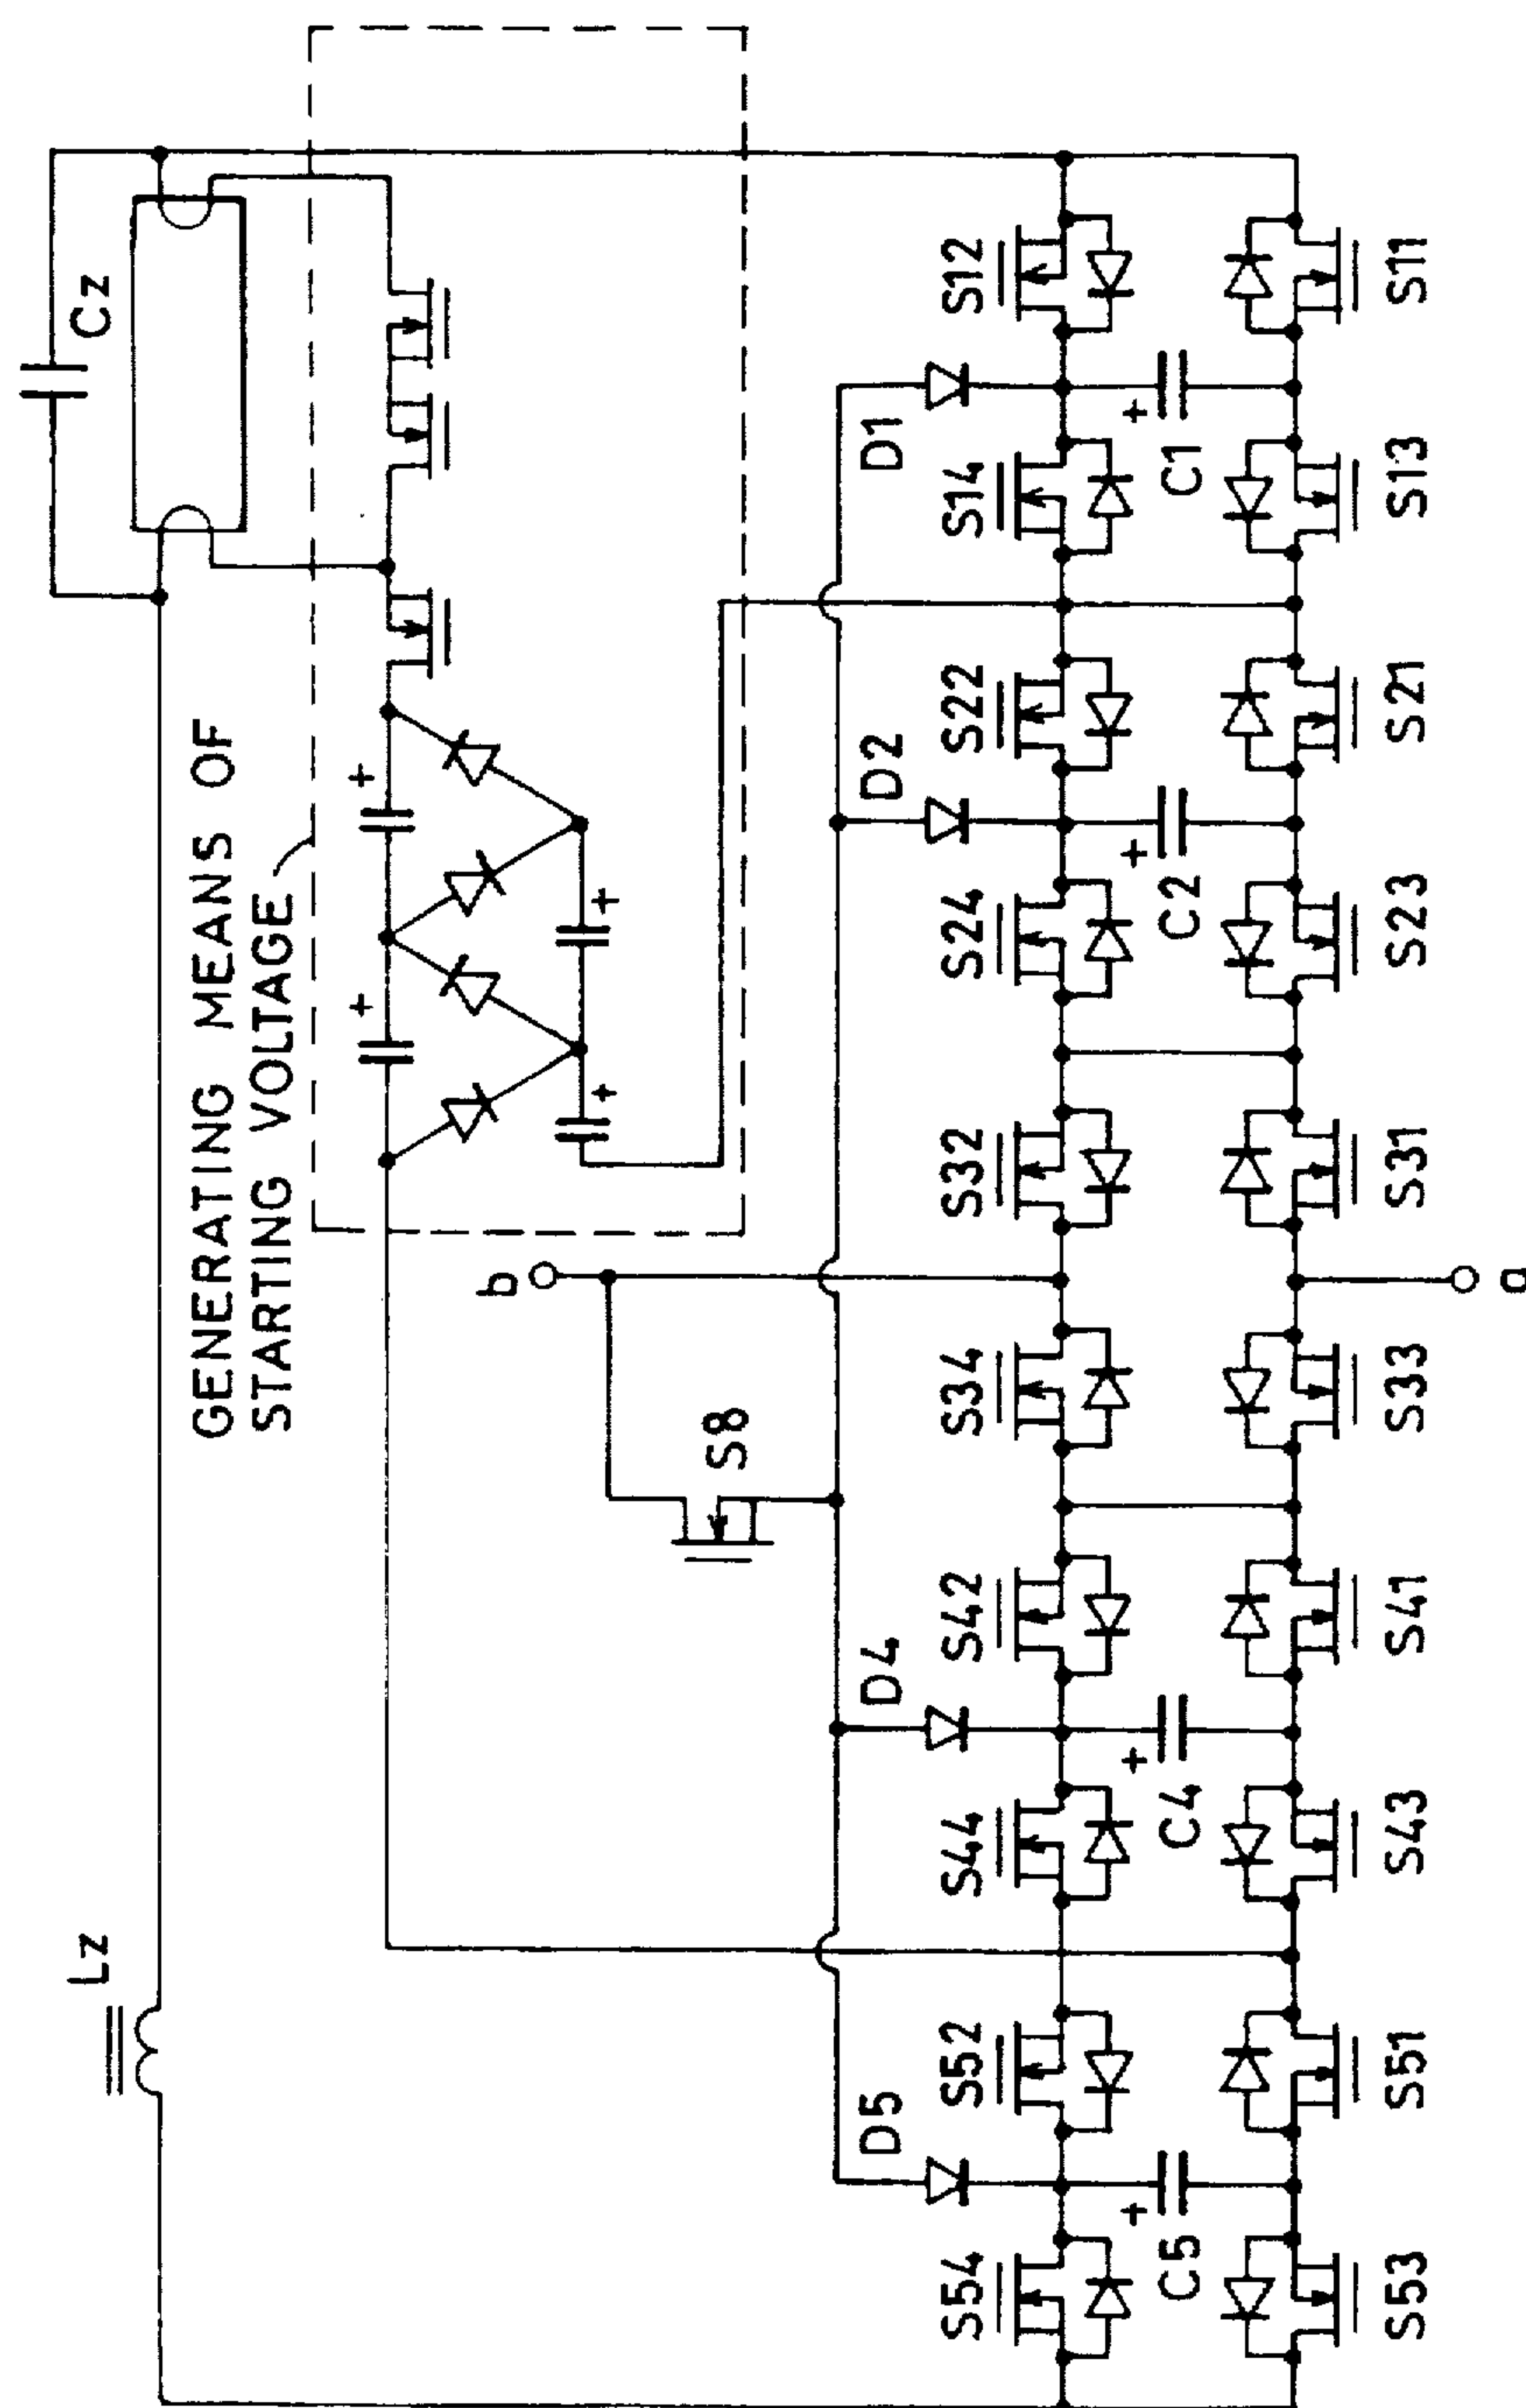 GENERATING MEANS OF
STARTING VOLTAGE
Lz
Cz
b
S8
D5
D4
D2
D1
S54
S52
S44
S42
S34
S32
S24
S22
S14
S12
+
+
+
+
+
+
+
+
C5
C4
C2
C1
S53
S51
S43
S41
S33
S31
S23
S21
S13
S11
a